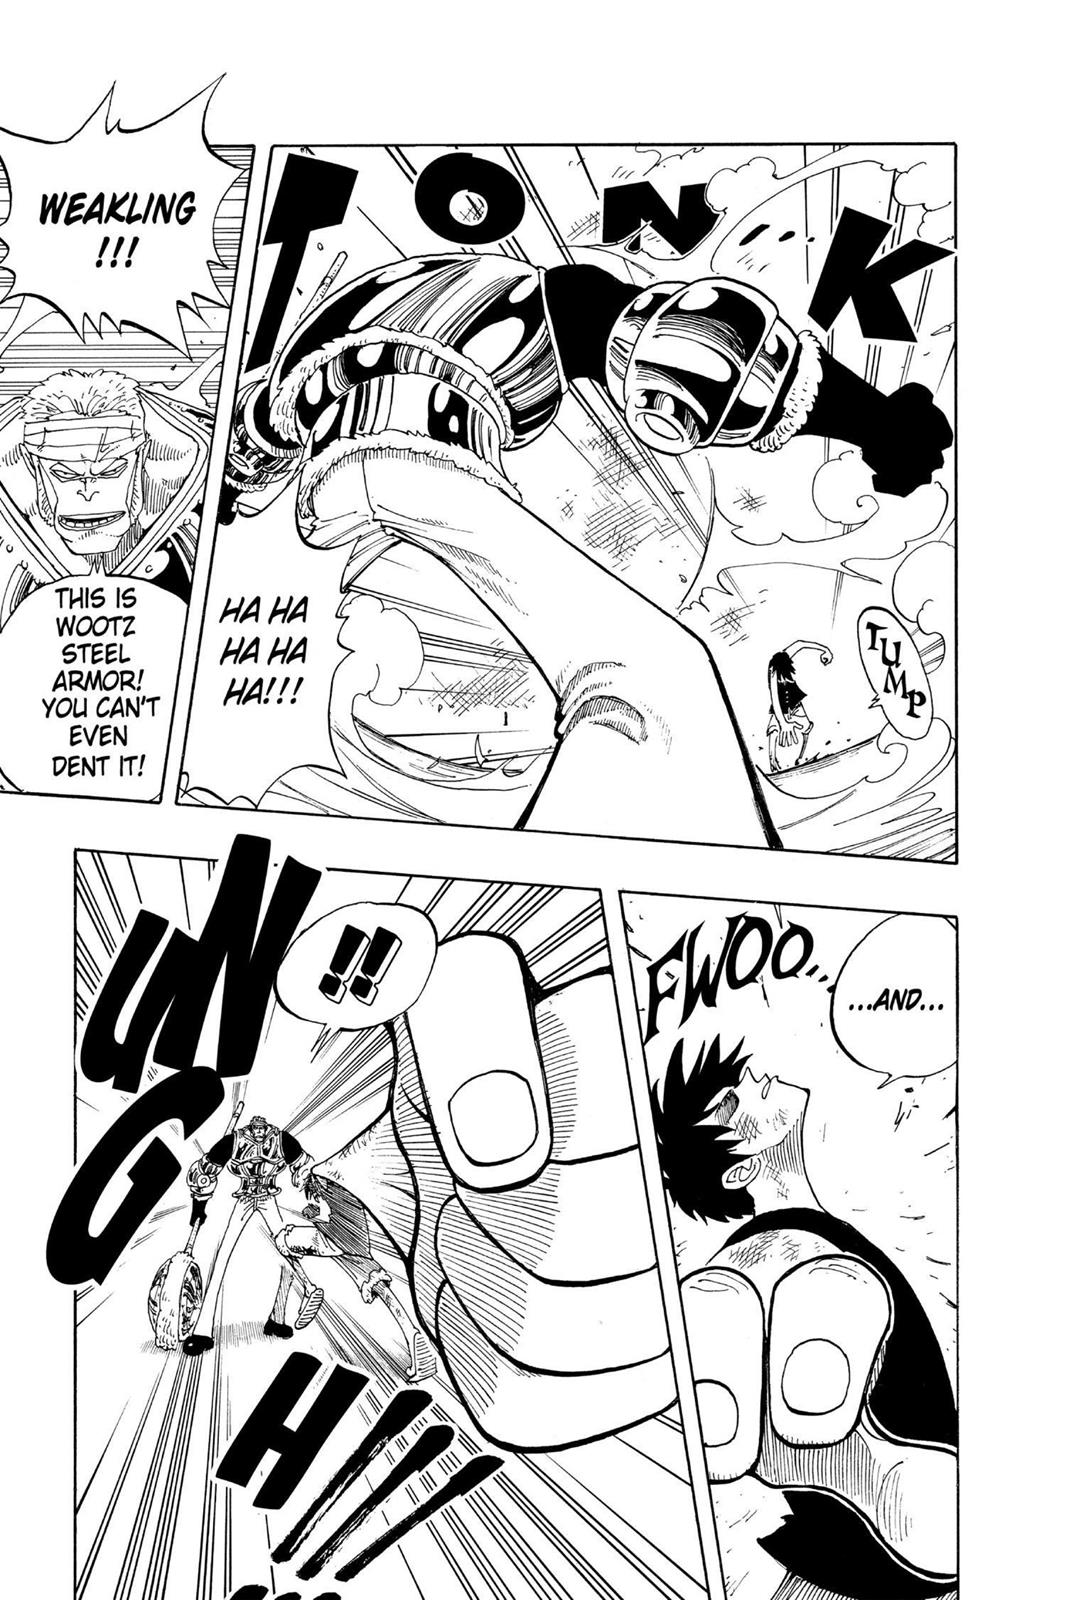 TONK
TUMP
HA HA
HA HA
HA!!!
WEAKLING
!!!
THIS IS
WOOTZ
STEEL
ARMOR!
YOU CAN'T
EVEN
DENT IT!
FWOO...
...AND...
!!
UNG
H!!!